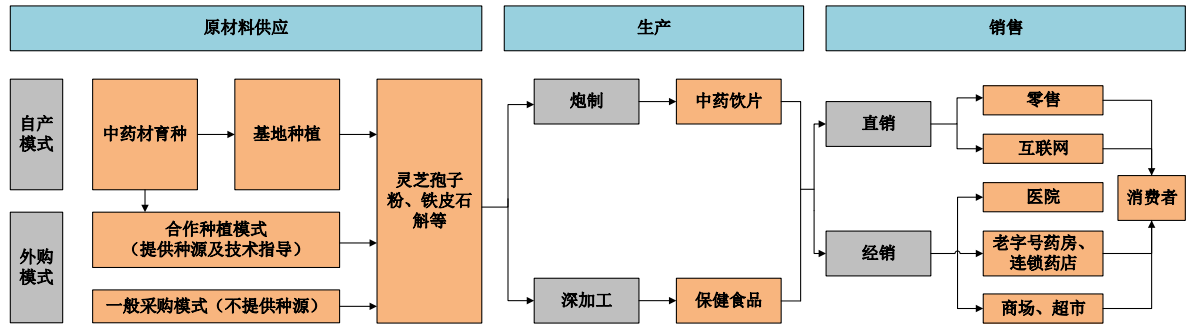 原材料供应
生产
销售
自产
模式
中药材育种
基地种植
外购
模式
合作种植模式
（提供种源及技术指导）
一般采购模式（不提供种源）
灵芝孢子
粉、铁皮石
斛等
炮制
中药饮片
深加工
保健食品
直销
经销
零售
互联网
医院
老字号药房、
连锁药店
商场、超市
消费者